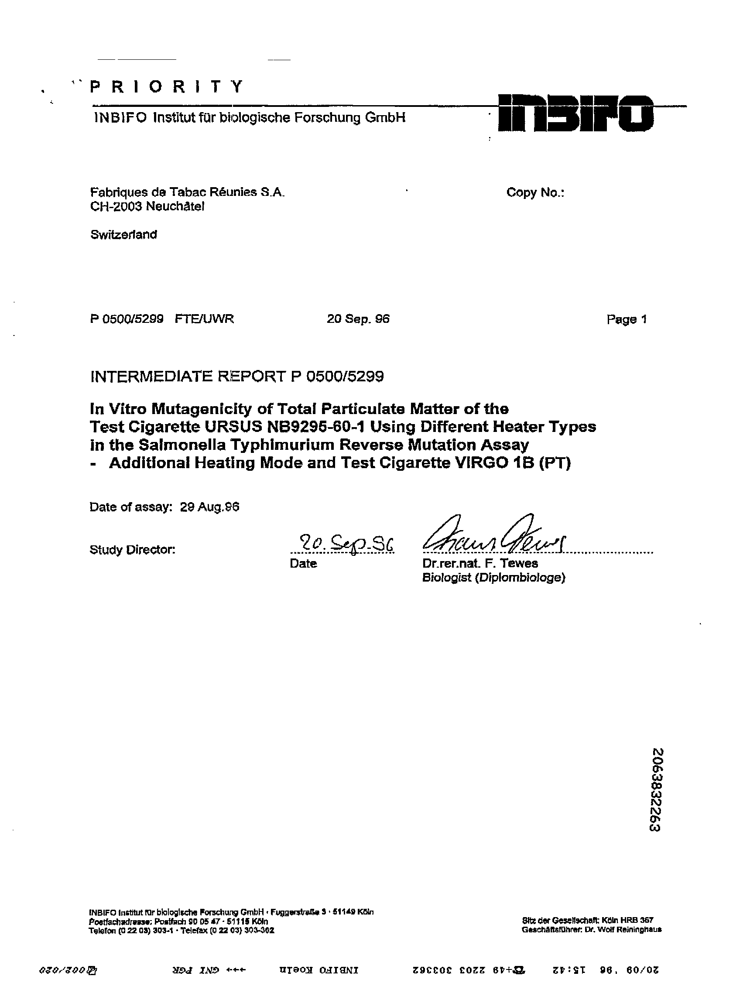 PRIORITY
INBIFO Institut für biologische Forschung GmbH
INBIFO
Fabriques de Tabac Réunies S.A.
Copy No.:
CH-2003 Neuchâtel
Switzerland
P 0500/5299 FTE/UWR 20 Sep. 96 Page 1
INTERMEDIATE REPORT P 0500/5299
In Vitro Mutagenicity of Total Particulate Matter of the
Test Cigarette URSUS NB9295-60-1 Using Different Heater Types
in the Salmonella Typhimurium Reverse Mutation Assay
- Additional Heating Mode and Test Cigarette VIRGO 1B (PT)
Date of assay: 29 Aug.96
Study Director:
20. Sep. 96
Date
Dr.rer.nat. F. Tewes
Biologist (Diplombiologe)
2063832263
INBIFO Institut für biologische Forschung GmbH · Fuggerstraße 3 · 51149 Köln
Postfachadresse: Postfach 90 05 47 · 51115 Köln
Telefon (0 22 03) 303-1 · Telefax (0 22 03) 303-362
Sitz der Gesellschaft: Köln HRB 367
Geschäftsführer: Dr. Wolf Reininghaus
20/09 '96 15:42 ☎+49 2203 303362 INBIFO Koeln +++ GNI PGR 002/020